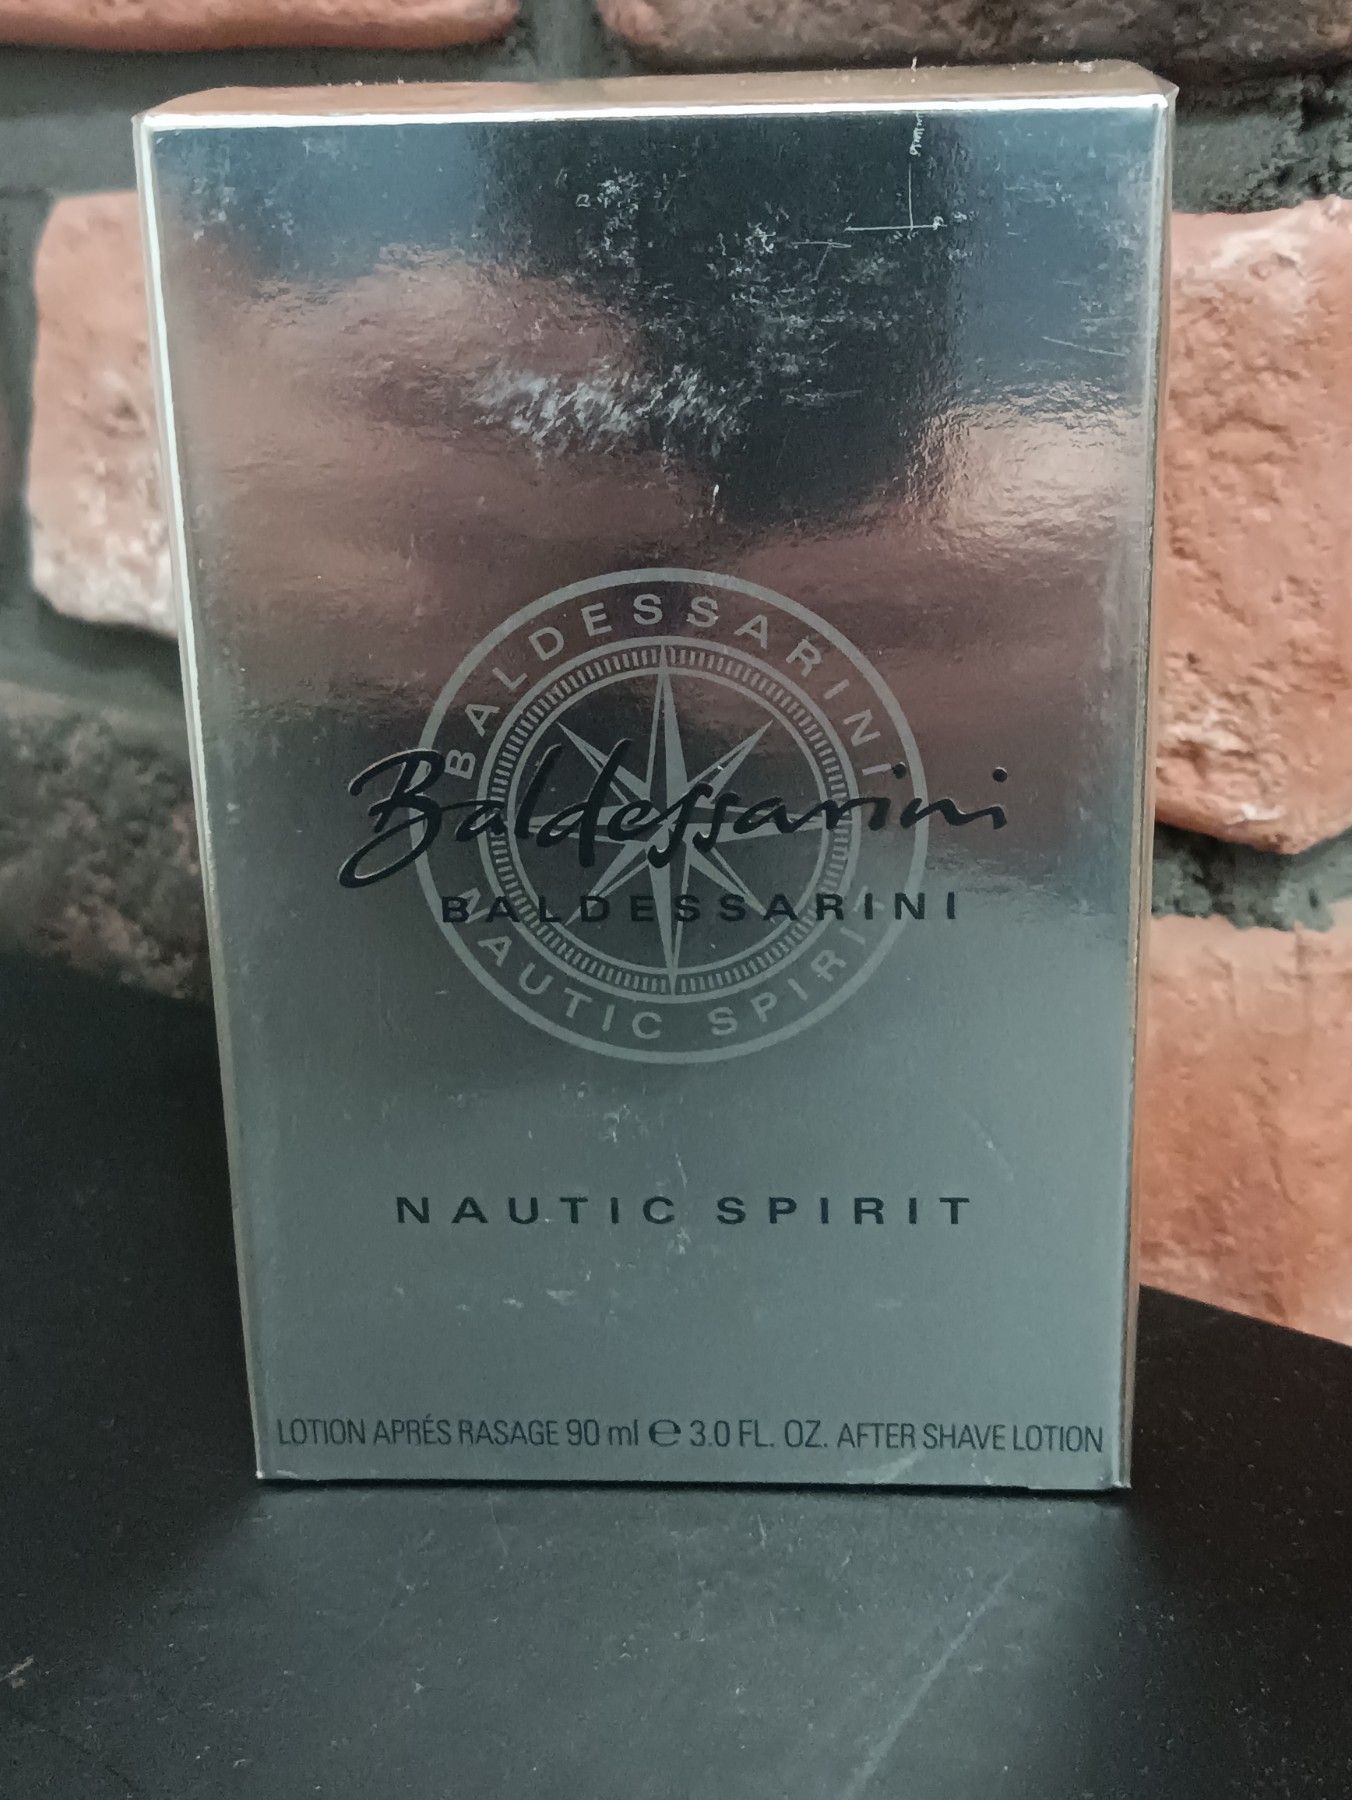 BALDESSARINI
Baldessarini
BALDESSARINI
NAUTIC SPIRIT
NAUTIC SPIRIT
LOTION APRÉS RASAGE 90 ml ℮ 3.0 FL. OZ. AFTER SHAVE LOTION